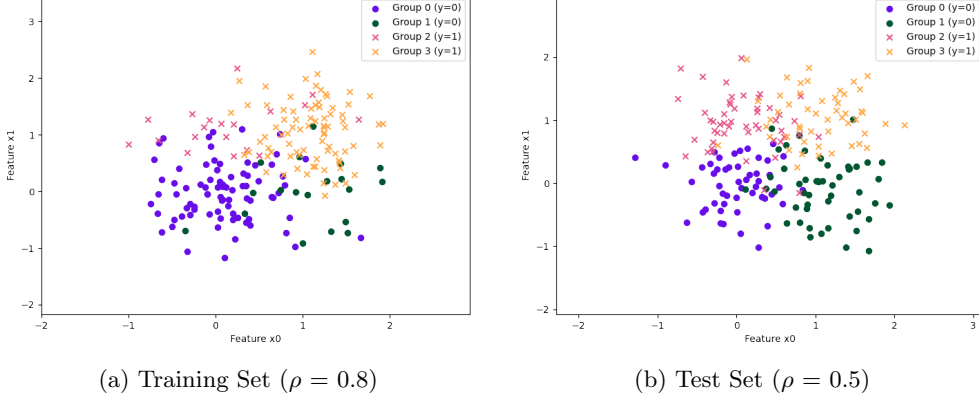 3
2
1
0
−1
−2
−2
−1
0
1
2
Feature x0
Feature x1
Group 0 (y=0)
Group 1 (y=0)
Group 2 (y=1)
Group 3 (y=1)
(a) Training Set (ρ = 0.8)
2
1
0
−1
−2
−2
−1
0
1
2
3
Feature x0
Feature x1
Group 0 (y=0)
Group 1 (y=0)
Group 2 (y=1)
Group 3 (y=1)
(b) Test Set (ρ = 0.5)